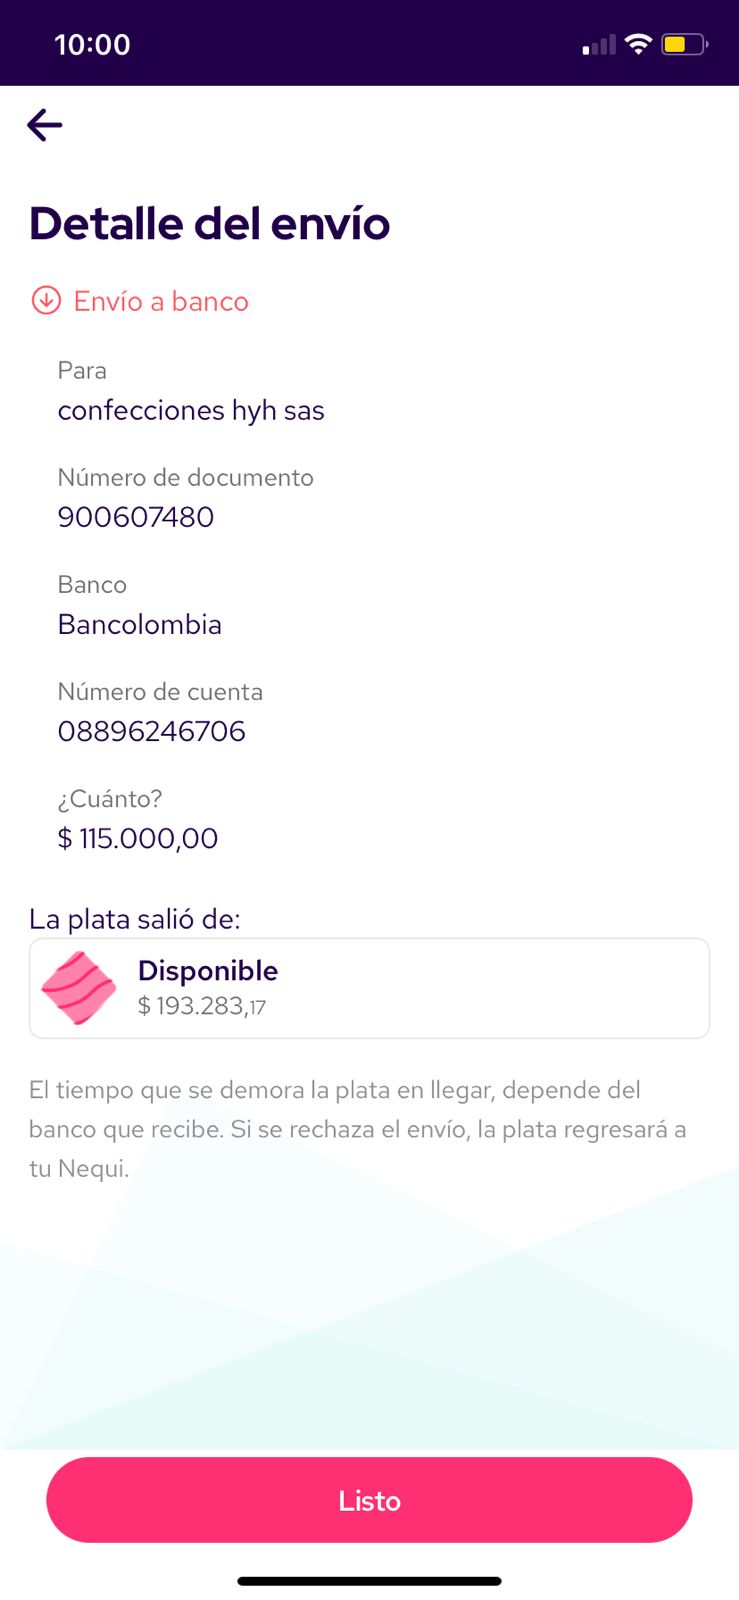 10:00
Detalle del envío
Envío a banco
Para
confecciones hyh sas
Número de documento
900607480
Banco
Bancolombia
Número de cuenta
08896246706
¿Cuánto?
$ 115.000,00
La plata salió de:
Disponible
$ 193.283,17
El tiempo que se demora la plata en llegar, depende del
banco que recibe. Si se rechaza el envío, la plata regresará a
tu Nequi.
Listo